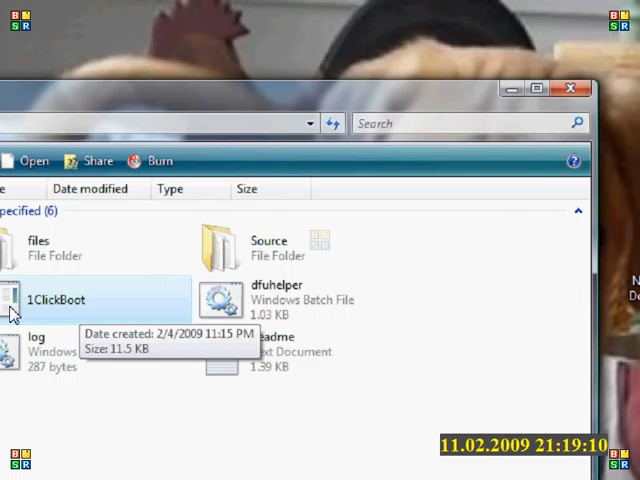 B
S R
B
S R
Search
Open Share Burn
Date modified Type Size
pecified (6)
files
File Folder
Source
File Folder
B
S R
1ClickBoot
dfuhelper
Windows Batch File
1.03 KB
Date created: 2/4/2009 11:15 PM
Size: 11.5 KB
log
Windows
287 bytes
eadme
ext Document
1.39 KB
N
Do
11.02.2009 21:19:10
B
S R
B
S R